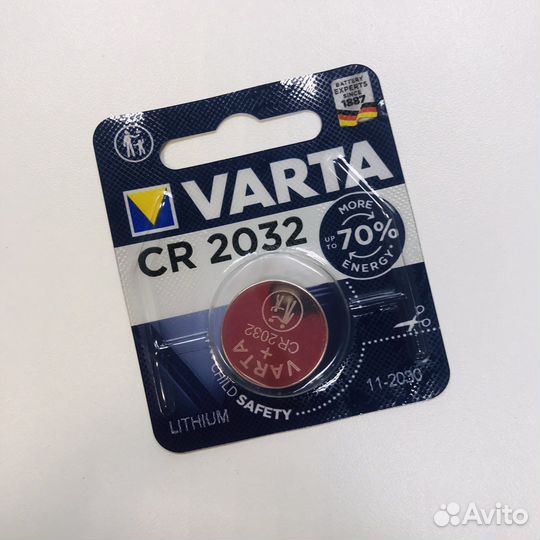 BATTERY
EXPERTS
SINCE
1887
VARTA
CR 2032
MORE
UP TO 70%*
ENERGY
VARTA
+
CR 2032
CHILD SAFETY
11-2030
LITHIUM
Avito